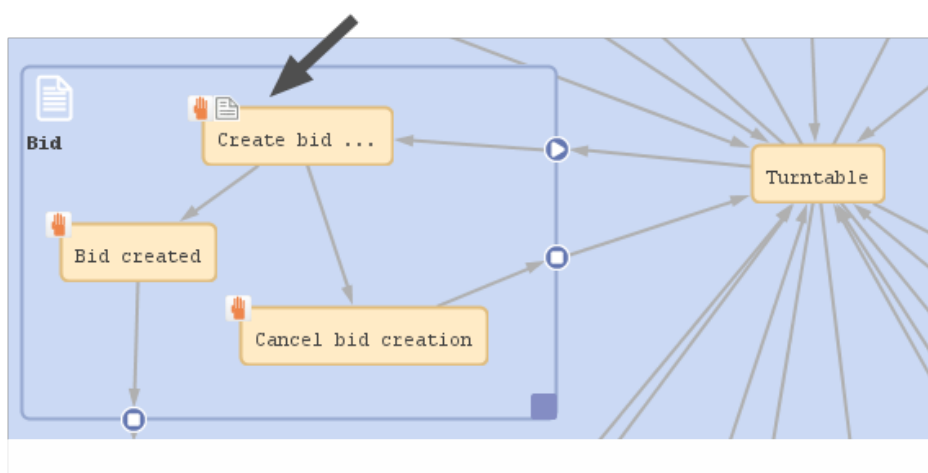 Bid
Create bid ...
Turntable
Bid created
Cancel bid creation